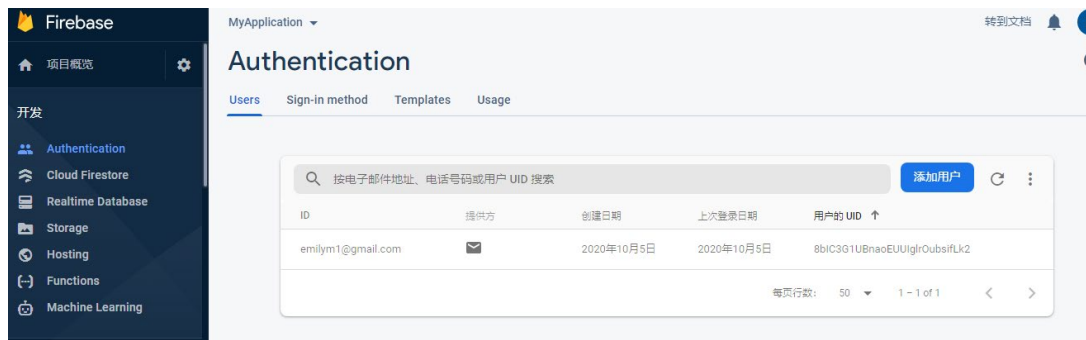 Firebase
MyApplication
转到文档
项目概览
Authentication
Users Sign-in method Templates Usage
开发
Authentication
Cloud Firestore
Realtime Database
Storage
Hosting
Functions
Machine Learning
按电子邮件地址、电话号码或用户 UID 搜索
添加用户
ID 提供方 创建日期 上次登录日期 用户的 UID
emilym1@gmail.com 2020年10月5日 2020年10月5日 8bIC3G1UBnaoEUUIglrOubsifLk2
每页行数: 50 1 – 1 of 1